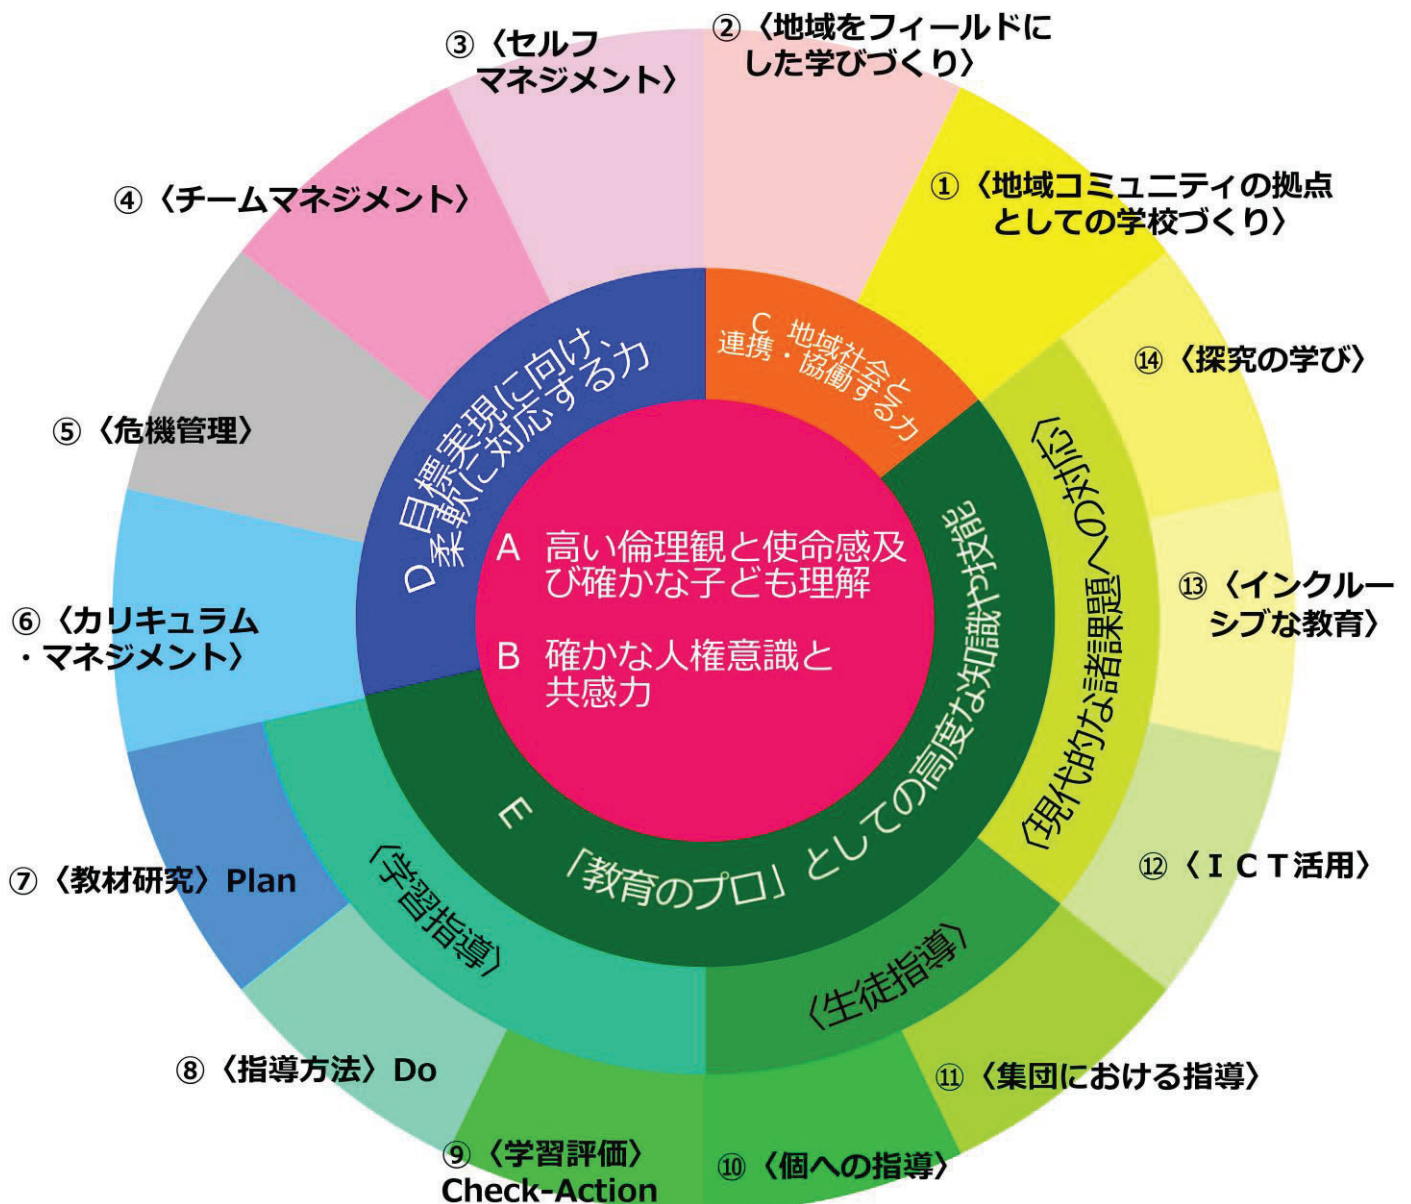 ②〈地域をフィールドに
した学びづくり〉
③〈セルフ
マネジメント〉
①〈地域コミュニティの拠点
としての学校づくり〉
④〈チームマネジメント〉
⑭〈探究の学び〉
⑤〈危機管理〉
⑬〈インクルー
シブな教育〉
⑥〈カリキュラム
・マネジメント〉
⑫〈ＩＣＴ活用〉
⑦〈教材研究〉Plan
⑧〈指導方法〉Do
⑪〈集団における指導〉
⑨〈学習評価〉
Check-Action
⑩〈個への指導〉
C 地域社会と
連携・協働する力
D 目標実現に向け、
柔軟に対応する力
A 高い倫理観と使命感及
び確かな子ども理解
B 確かな人権意識と
共感力
E 「教育のプロ」としての高度な知識や技能
〈現代的な諸課題への対応〉
〈学習指導〉
〈生徒指導〉